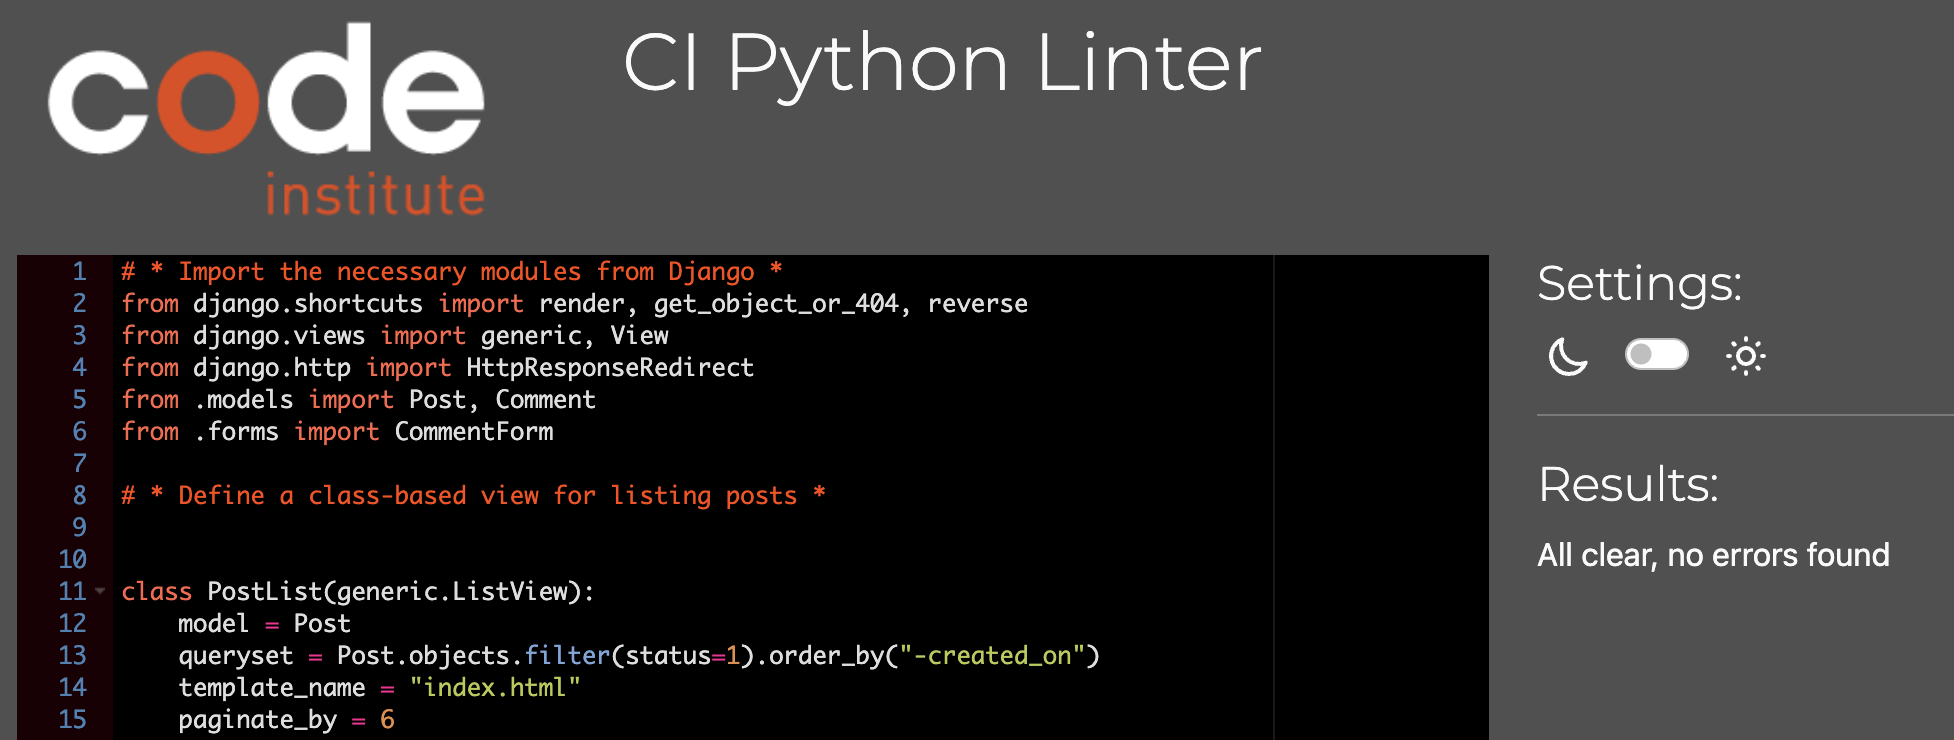 code
institute
CI Python Linter
1 # * Import the necessary modules from Django *
2 from django.shortcuts import render, get_object_or_404, reverse
3 from django.views import generic, View
4 from django.http import HttpResponseRedirect
5 from .models import Post, Comment
6 from .forms import CommentForm
7
8 # * Define a class-based view for listing posts *
9
10
11 class PostList(generic.ListView):
12     model = Post
13     queryset = Post.objects.filter(status=1).order_by("-created_on")
14     template_name = "index.html"
15     paginate_by = 6
Settings:
Results:
All clear, no errors found